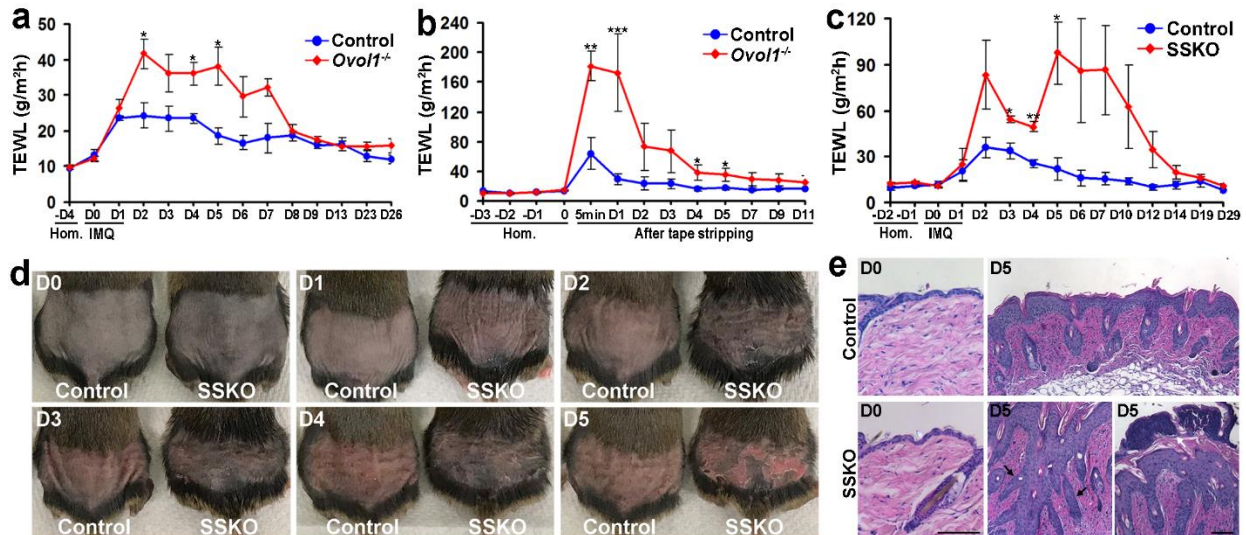 a
TEWL (g/m²h)
50
40
30
20
10
0
Control
Ovol1⁻/⁻
*
*
*
-D4 D0 D1 D2 D3 D4 D5 D6 D7 D8 D9 D13 D23 D26
Hom. IMQ
b
TEWL (g/m²h)
240
200
160
120
80
40
0
Control
Ovol1⁻/⁻
**
***
*
*
-D3 -D2 -D1 0 5min D1 D2 D3 D4 D5 D7 D9 D11
Hom. After tape stripping
c
TEWL (g/m²h)
120
90
60
30
0
Control
SSKO
*
**
*
-D2 -D1 D0 D1 D2 D3 D4 D5 D6 D7 D10 D12 D14 D19 D29
Hom. IMQ
d
D0
Control SSKO
D1
Control SSKO
D2
Control SSKO
D3
Control SSKO
D4
Control SSKO
D5
Control SSKO
e
Control
D0
D5
SSKO
D0
D5
D5